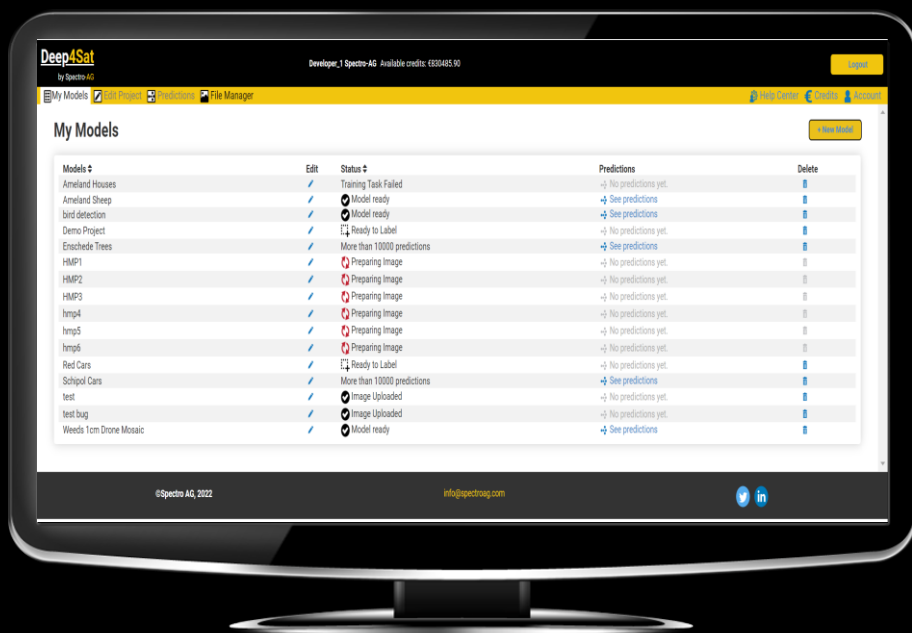 Deep4Sat
by Spectro-AG
Developer_1 Spectro-AG Available credits: €830485.90
Logout
My Models Edit Project Predictions File Manager
Help Center Credits Account
My Models
+ New Model
Models Edit Status Predictions Delete
Ameland Houses Training Task Failed No predictions yet.
Ameland Sheep Model ready See predictions
bird detection Model ready See predictions
Demo Project Ready to Label No predictions yet.
Enschede Trees More than 10000 predictions See predictions
HMP1 Preparing Image No predictions yet.
HMP2 Preparing Image No predictions yet.
HMP3 Preparing Image No predictions yet.
hmp4 Preparing Image No predictions yet.
hmp5 Preparing Image No predictions yet.
hmp6 Preparing Image No predictions yet.
Red Cars Ready to Label No predictions yet.
Schipol Cars More than 10000 predictions See predictions
test Image Uploaded No predictions yet.
test bug Image Uploaded No predictions yet.
Weeds 1cm Drone Mosaic Model ready See predictions
©Spectro AG, 2022
info@spectroag.com
in